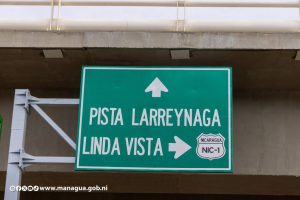 PISTA LARREYNAGA
LINDA VISTA
NICARAGUA
NIC-1
www.managua.gob.ni